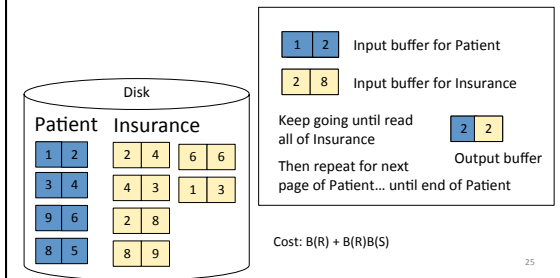 1 2 Input buffer for Patient
2 8 Input buffer for Insurance
Keep going until read
all of Insurance
2 2
Output buffer
Then repeat for next
page of Patient... until end of Patient
Disk
Patient Insurance
1 2 2 4 6 6
3 4 4 3 1 3
9 6 2 8
8 5 8 9
Cost: B(R) + B(R)B(S)
25